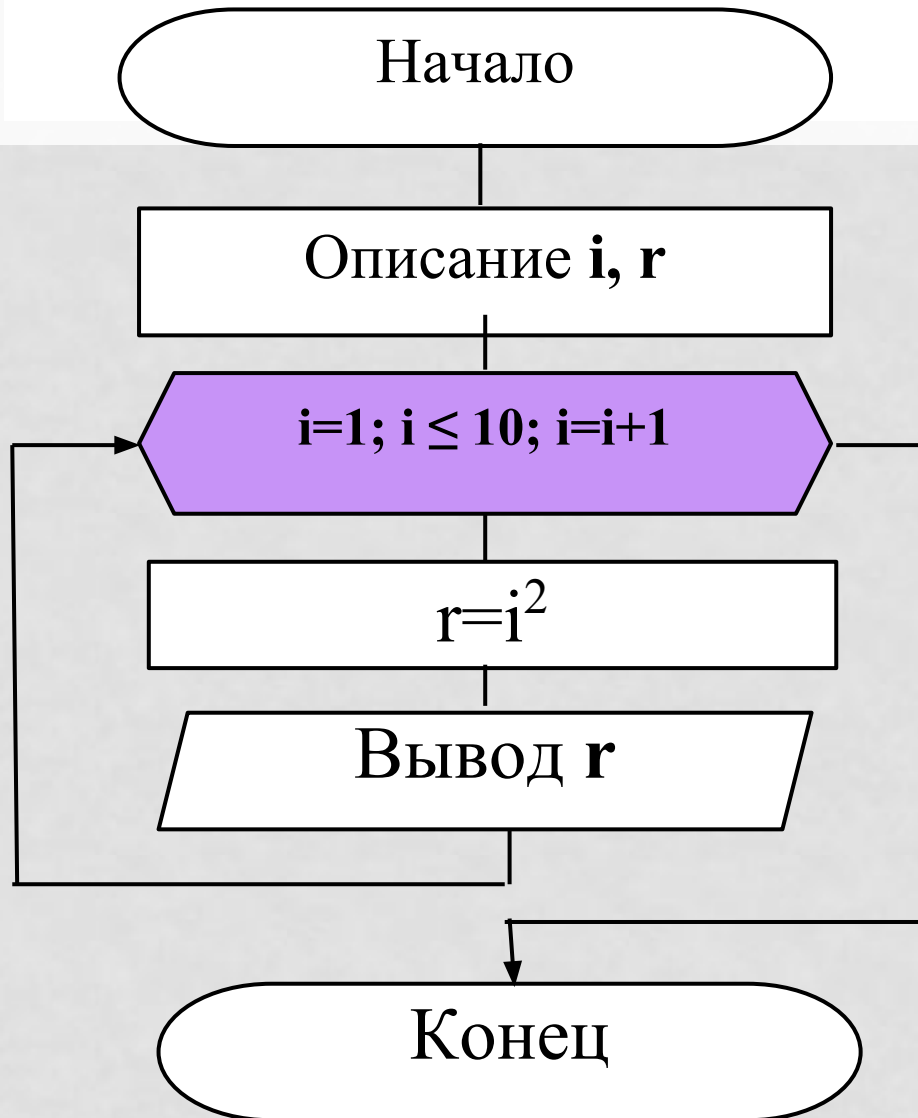 Начало
Описание i, r
i=1; i ≤ 10; i=i+1
r=i²
Вывод r
Конец